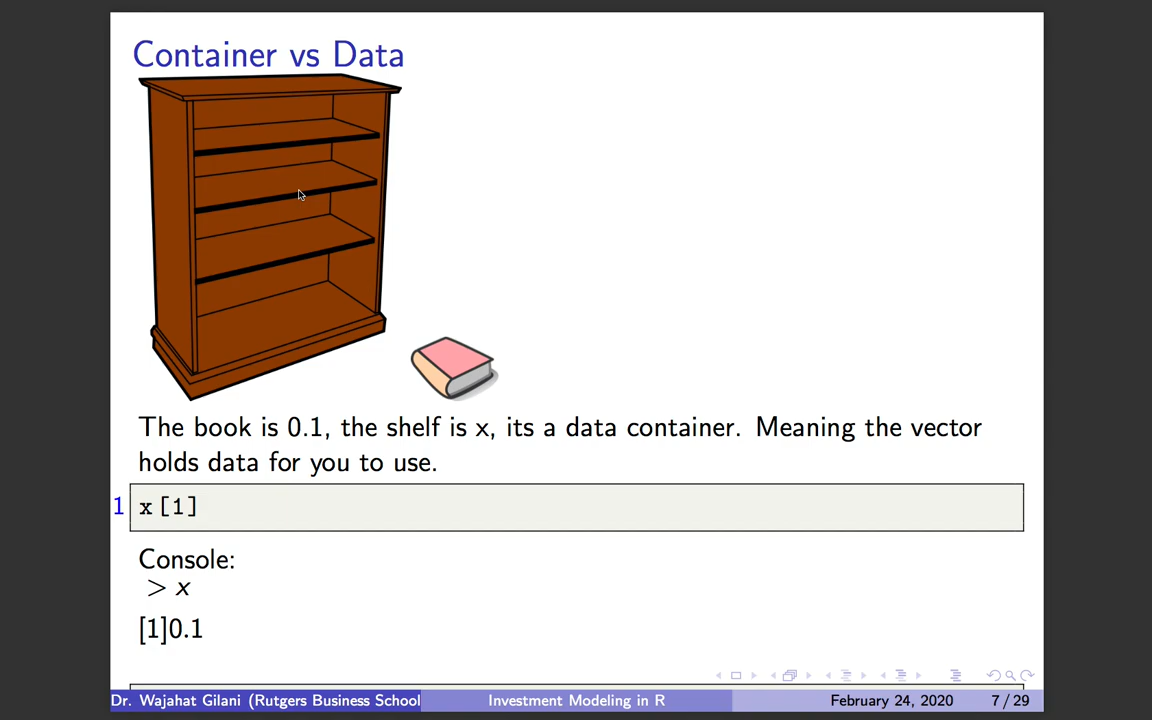 Container vs Data
The book is 0.1, the shelf is x, its a data container. Meaning the vector
holds data for you to use.
1 x[1]
Console:
> x
[1]0.1
Dr. Wajahat Gilani (Rutgers Business School Investment Modeling in R February 24, 2020 7 / 29